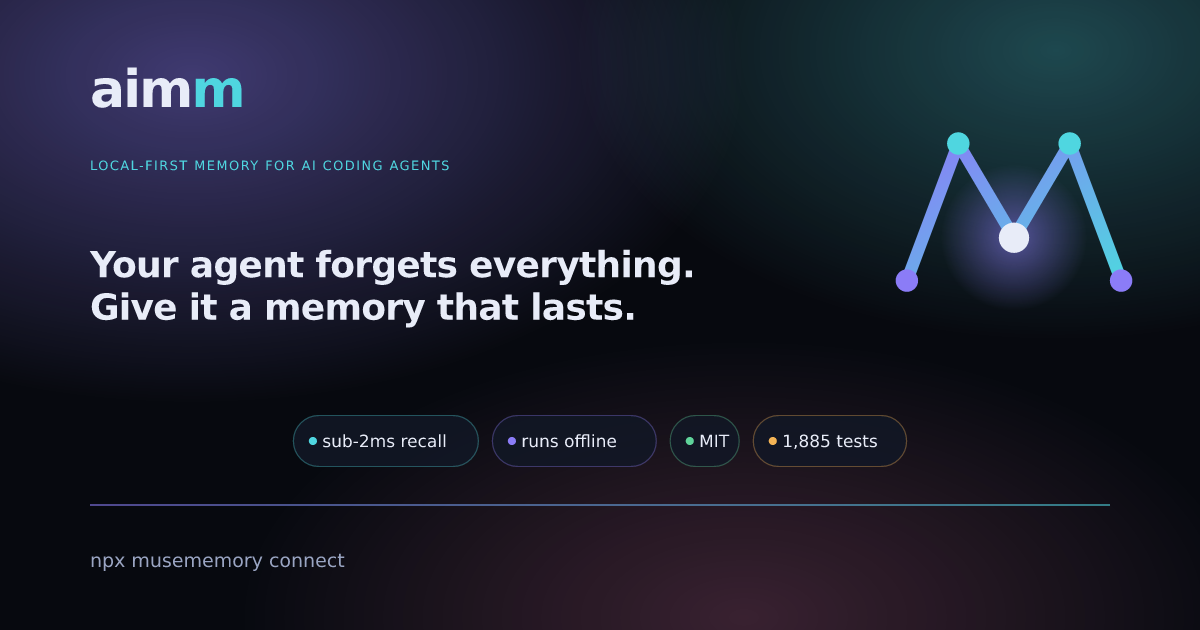 aimm
LOCAL-FIRST MEMORY FOR AI CODING AGENTS
Your agent forgets everything.
Give it a memory that lasts.
sub-2ms recall
runs offline
MIT
1,885 tests
npx musememory connect